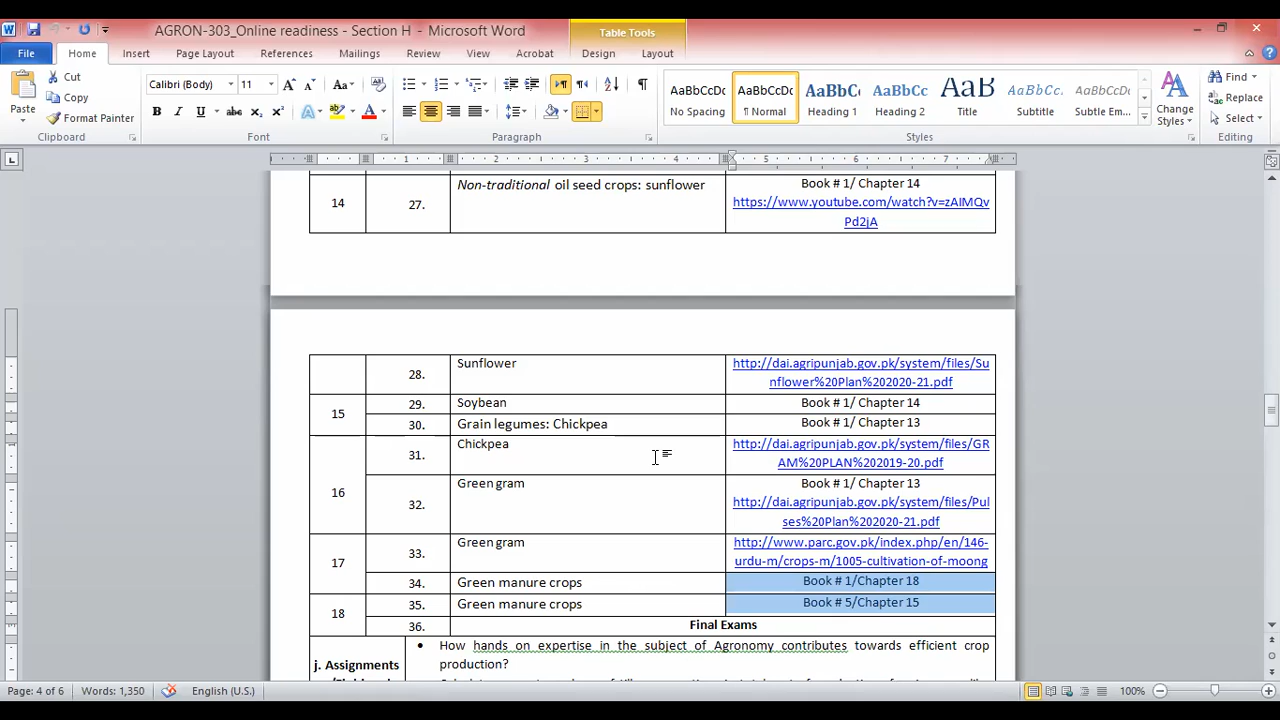 AGRON-303_Online readiness - Section H - Microsoft Word
Table Tools
File Home Insert Page Layout References Mailings Review View Acrobat Design Layout
Paste
Cut
Copy
Format Painter
Clipboard
Calibri (Body) 11
Font
Paragraph
AaBbCcDc AaBbCcDc AaBbCc AaBbCc AaB AaBbCcL AaBbCcDc
No Spacing ¶ Normal Heading 1 Heading 2 Title Subtitle Subtle Em...
Styles
Change Styles
Find
Replace
Select
Editing
1 2 3 4 5 6 7
14 27. Non-traditional oil seed crops: sunflower Book # 1/ Chapter 14
https://www.youtube.com/watch?v=zAIMQv
Pd2jA
28. Sunflower http://dai.agripunjab.gov.pk/system/files/Su
nflower%20Plan%202020-21.pdf
15 29. Soybean Book # 1/ Chapter 14
30. Grain legumes: Chickpea Book # 1/ Chapter 13
16 31. Chickpea http://dai.agripunjab.gov.pk/system/files/GR
AM%20PLAN%202019-20.pdf
32. Green gram Book # 1/ Chapter 13
http://dai.agripunjab.gov.pk/system/files/Pul
ses%20Plan%202020-21.pdf
17 33. Green gram http://www.parc.gov.pk/index.php/en/146-
urdu-m/crops-m/1005-cultivation-of-moong
34. Green manure crops Book # 1/Chapter 18
18 35. Green manure crops Book # 5/Chapter 15
36. Final Exams
j. Assignments
• How hands on expertise in the subject of Agronomy contributes towards efficient crop
production?
Page: 4 of 6 Words: 1,350 English (U.S.) 100%